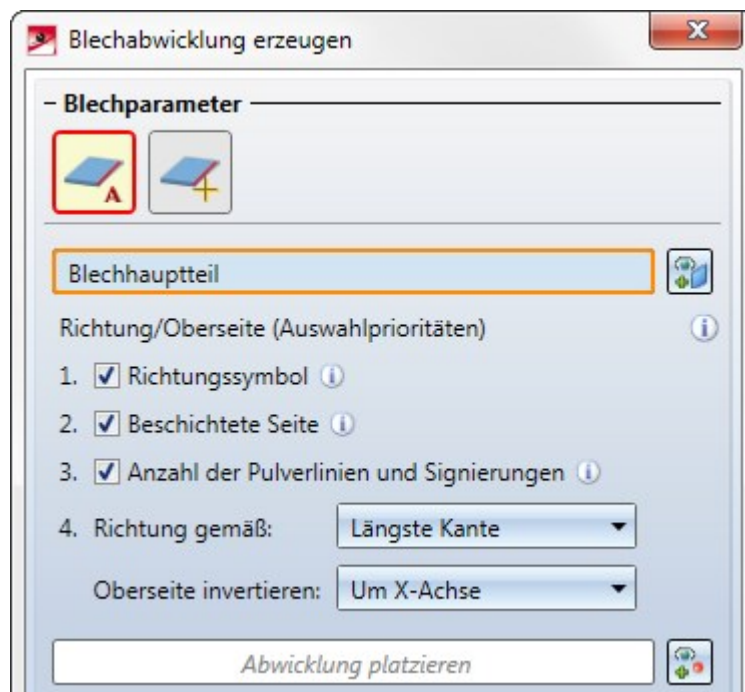 Blechabwicklung erzeugen
Blechparameter
A
Blechhauptteil
Richtung/Oberseite (Auswahlprioritäten)
1. Richtungssymbol
2. Beschichtete Seite
3. Anzahl der Pulverlinien und Signierungen
4. Richtung gemäß: Längste Kante
Oberseite invertieren: Um X-Achse
Abwicklung platzieren